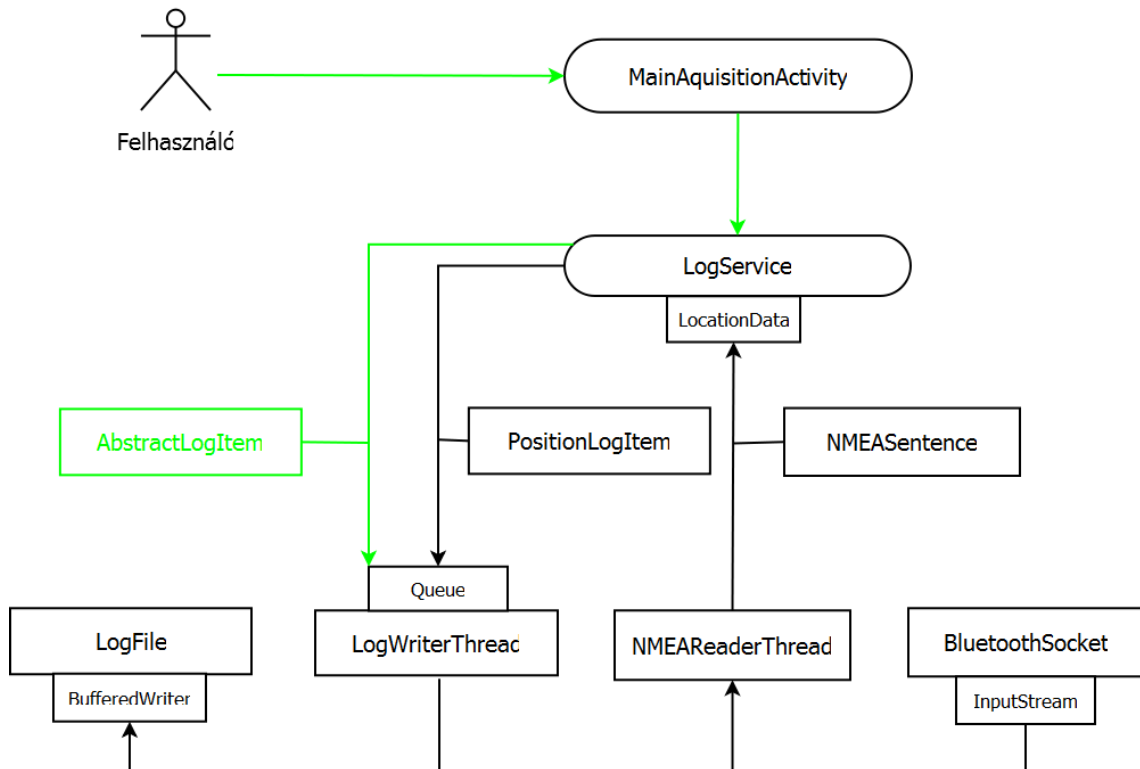 MainAquisitionActivity
Felhasználó
LogService
LocationData
AbstractLogItem
PositionLogItem
NMEASentence
Queue
LogFile
LogWriterThread
NMEAReaderThread
BluetoothSocket
BufferedWriter
InputStream